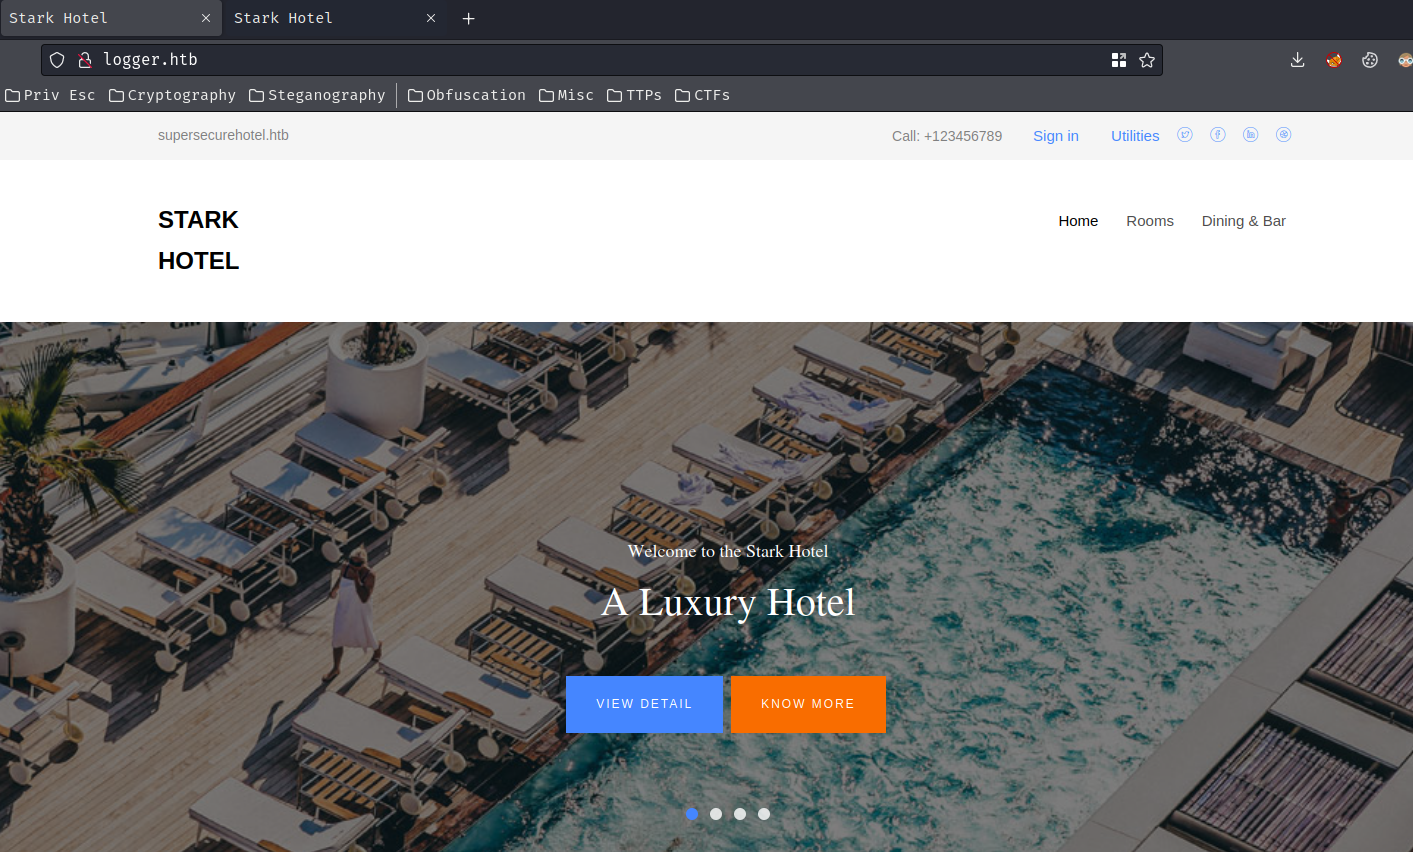 Stark Hotel
Stark Hotel
logger.htb
Priv Esc Cryptography Steganography Obfuscation Misc TTPs CTFs
supersecurehotel.htb Call: +123456789 Sign in Utilities
STARK
HOTEL
Home Rooms Dining & Bar
Welcome to the Stark Hotel
A Luxury Hotel
VIEW DETAIL KNOW MORE